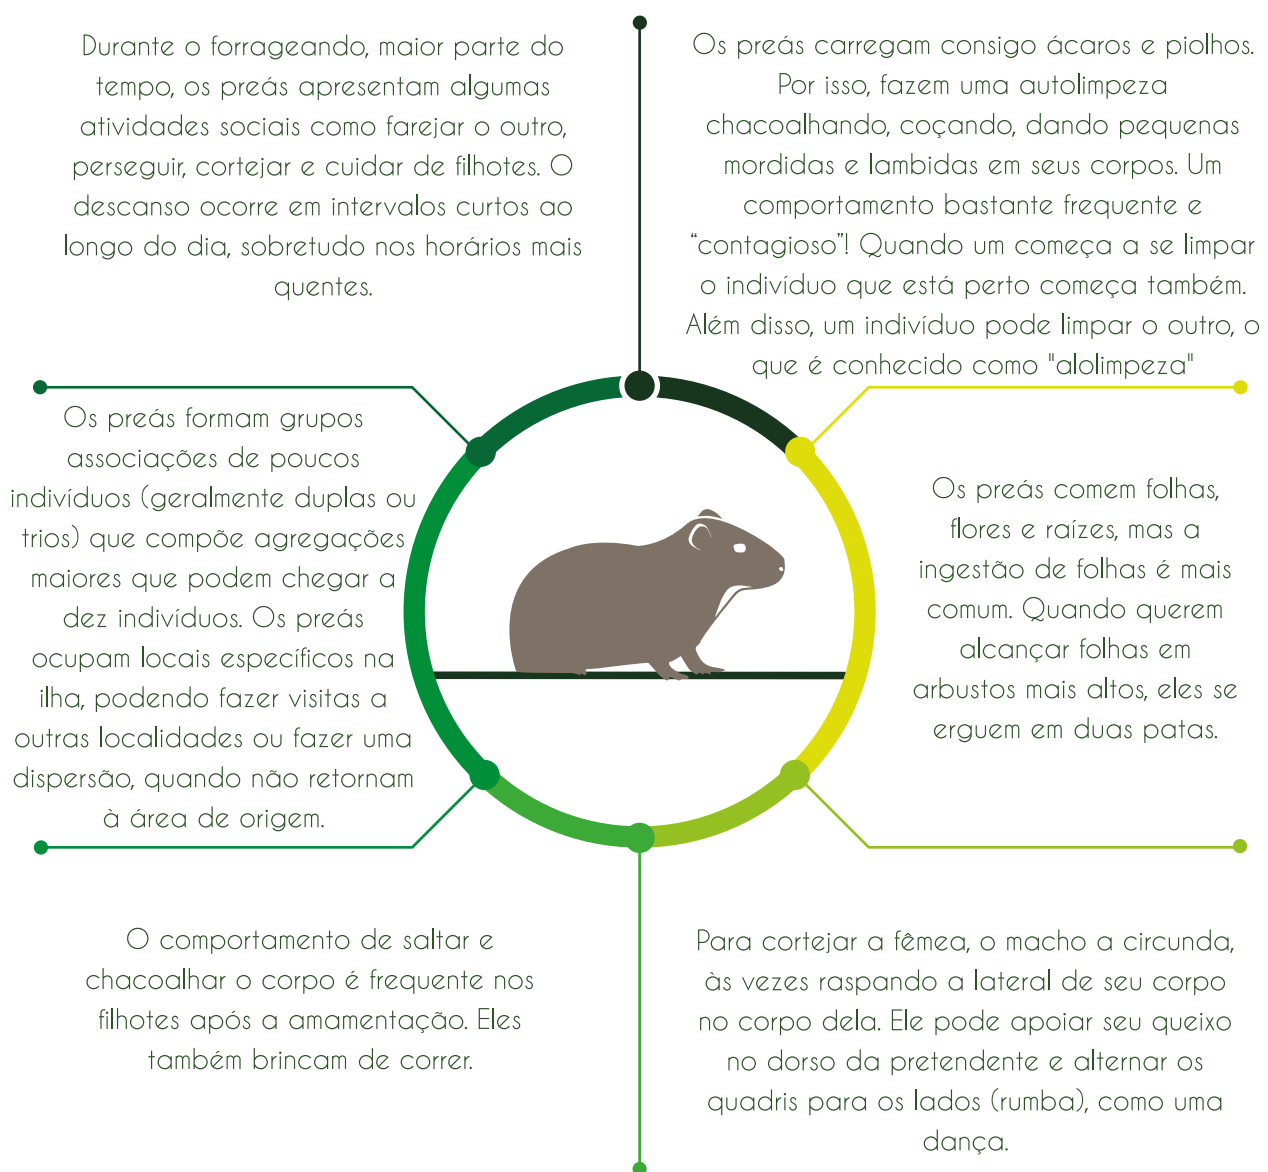 Durante o forrageando, maior parte do
tempo, os preás apresentam algumas
atividades sociais como farejar o outro,
perseguir, cortejar e cuidar de filhotes. O
descanso ocorre em intervalos curtos ao
longo do dia, sobretudo nos horários mais
quentes.
Os preás carregam consigo ácaros e piolhos.
Por isso, fazem uma autolimpeza
chacoalhando, coçando, dando pequenas
mordidas e lambidas em seus corpos. Um
comportamento bastante frequente e
“contagioso”! Quando um começa a se limpar
o indivíduo que está perto começa também.
Além disso, um indivíduo pode limpar o outro, o
que é conhecido como "alolimpeza"
Os preás formam grupos
associações de poucos
indivíduos (geralmente duplas ou
trios) que compõe agregações
maiores que podem chegar a
dez indivíduos. Os preás
ocupam locais específicos na
ilha, podendo fazer visitas a
outras localidades ou fazer uma
dispersão, quando não retornam
à área de origem.
Os preás comem folhas,
flores e raízes, mas a
ingestão de folhas é mais
comum. Quando querem
alcançar folhas em
arbustos mais altos, eles se
erguem em duas patas.
O comportamento de saltar e
chacoalhar o corpo é frequente nos
filhotes após a amamentação. Eles
também brincam de correr.
Para cortejar a fêmea, o macho a circunda,
às vezes raspando a lateral de seu corpo
no corpo dela. Ele pode apoiar seu queixo
no dorso da pretendente e alternar os
quadris para os lados (rumba), como uma
dança.